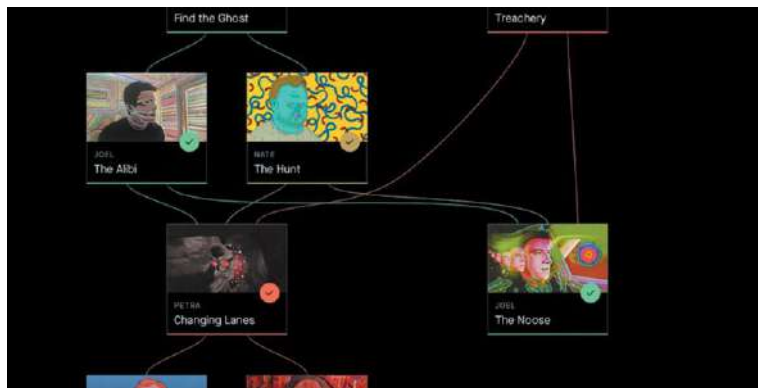 Find the Ghost
Treachery
JOEL
The Alibi
NATE
The Hunt
PETRA
Changing Lanes
JOEL
The Noose